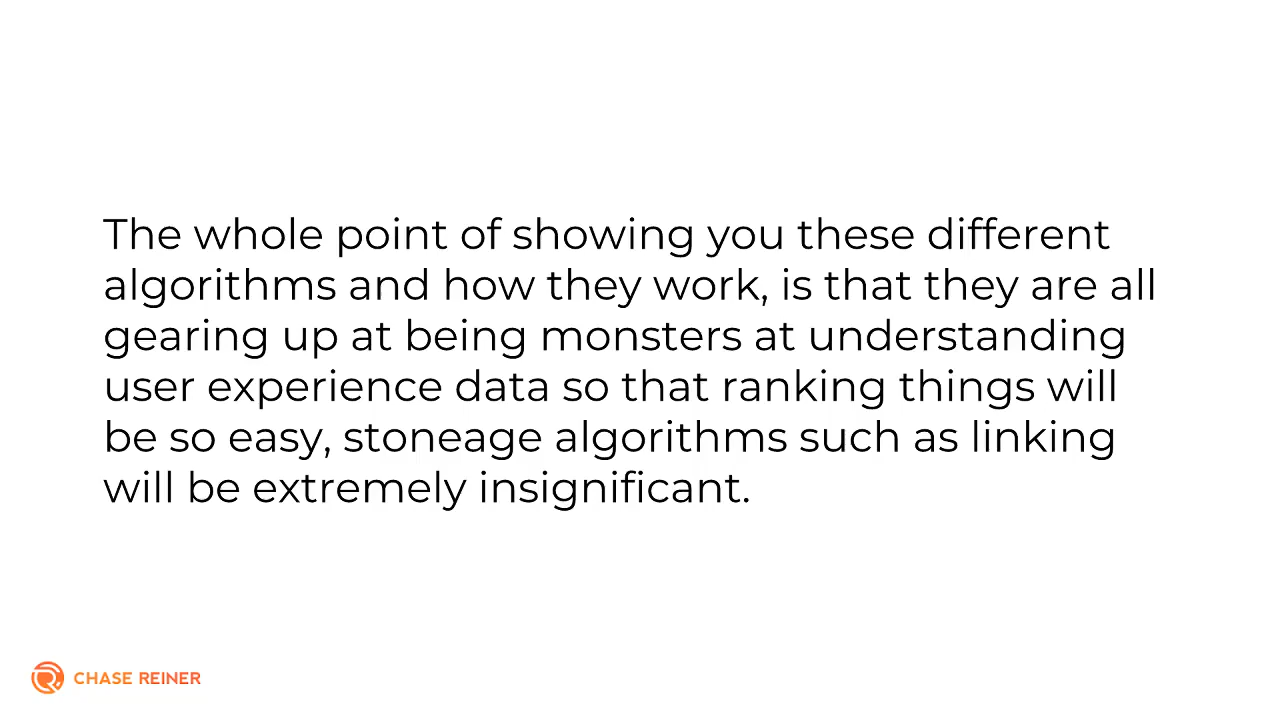 The whole point of showing you these different
algorithms and how they work, is that they are all
gearing up at being monsters at understanding
user experience data so that ranking things will
be so easy, stoneage algorithms such as linking
will be extremely insignificant.
CHASE REINER